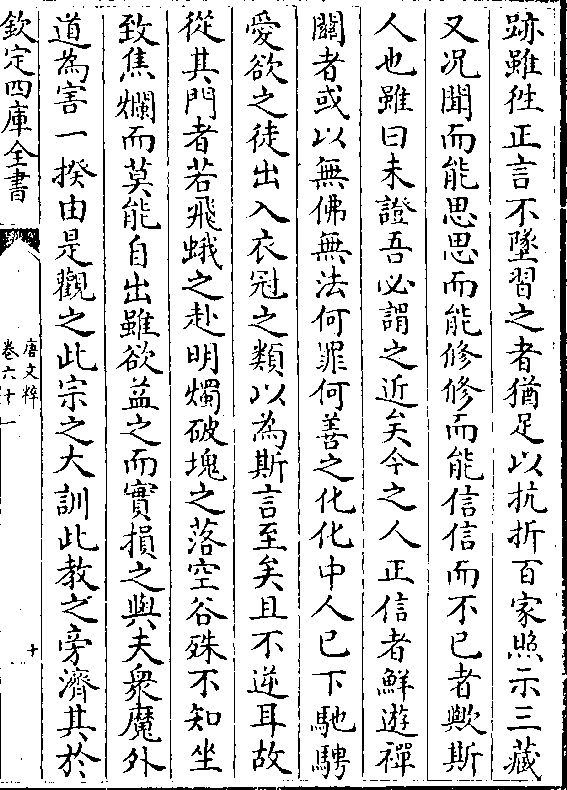 跡雖徃正言不墜習之者猶足以抗折百家昭示三藏
又况聞而能思思而能修修而能信信而不已者歟斯
人也雖曰未證吾必謂之近矣今之人正信者鮮遊禪
關者或以無佛無法何罪何善之化化中人已下馳騁
愛欲之徒出入衣冠之類以為斯言至矣且不逆耳故
從其門者若飛蛾之赴明燭破塊之落空谷殊不知坐
致焦爛而莫能自出雖欲益之而實損之與夫衆魔外
道為害一揆由是觀之此宗之大訓此教之旁濟其於
欽定四庫全書
唐文粹
卷六十一
十